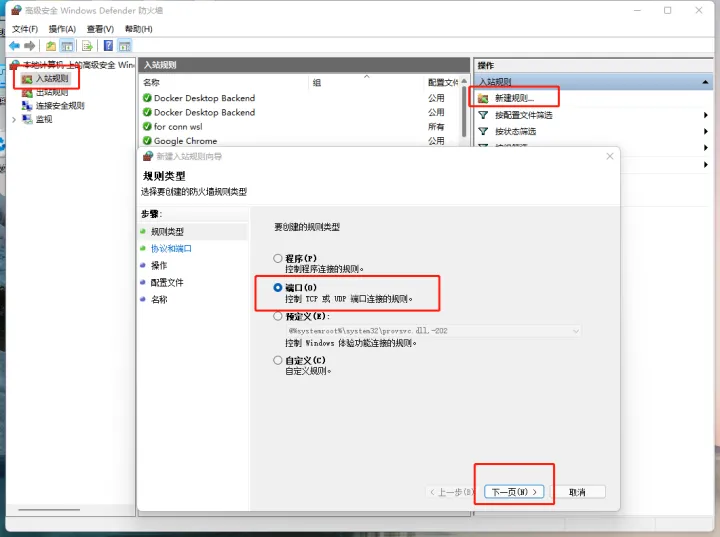 高级安全 Windows Defender 防火墙
文件(F) 操作(A) 查看(V) 帮助(H)
本地计算机 上的高级安全 Win
入站规则
出站规则
连接安全规则
监视
入站规则
名称 组 配置文件
Docker Desktop Backend 公用
Docker Desktop Backend 公用
for conn wsl 所有
Google Chrome 公用
操作
入站规则
新建规则...
按配置文件筛选
按状态筛选
新建入站规则向导
规则类型
选择要创建的防火墙规则类型
步骤:
规则类型
协议和端口
操作
配置文件
名称
要创建的规则类型
程序(P)
控制程序连接的规则。
端口(O)
控制 TCP 或 UDP 端口连接的规则。
预定义(E):
@%systemroot%\system32\provsvc.dll,-202
控制 Windows 体验功能连接的规则。
自定义(C)
自定义规则。
< 上一步(B)
下一页(N) >
取消